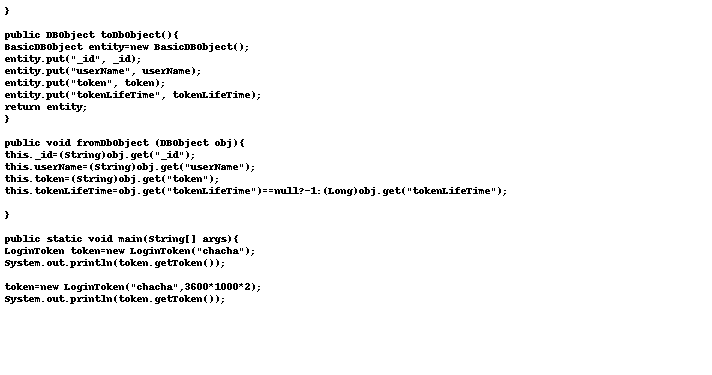 }
public DBObject toDbObject(){
BasicDBObject entity=new BasicDBObject();
entity.put("_id", _id);
entity.put("userName", userName);
entity.put("token", token);
entity.put("tokenLifeTime", tokenLifeTime);
return entity;
}
public void fromDbObject (DBObject obj){
this._id=(String)obj.get("_id");
this.userName=(String)obj.get("userName");
this.token=(String)obj.get("token");
this.tokenLifeTime=obj.get("tokenLifeTime")==null?-1:(Long)obj.get("tokenLifeTime");
}
public static void main(String[] args){
LoginToken token=new LoginToken("chacha");
System.out.println(token.getToken());
token=new LoginToken("chacha",3600*1000*2);
System.out.println(token.getToken());